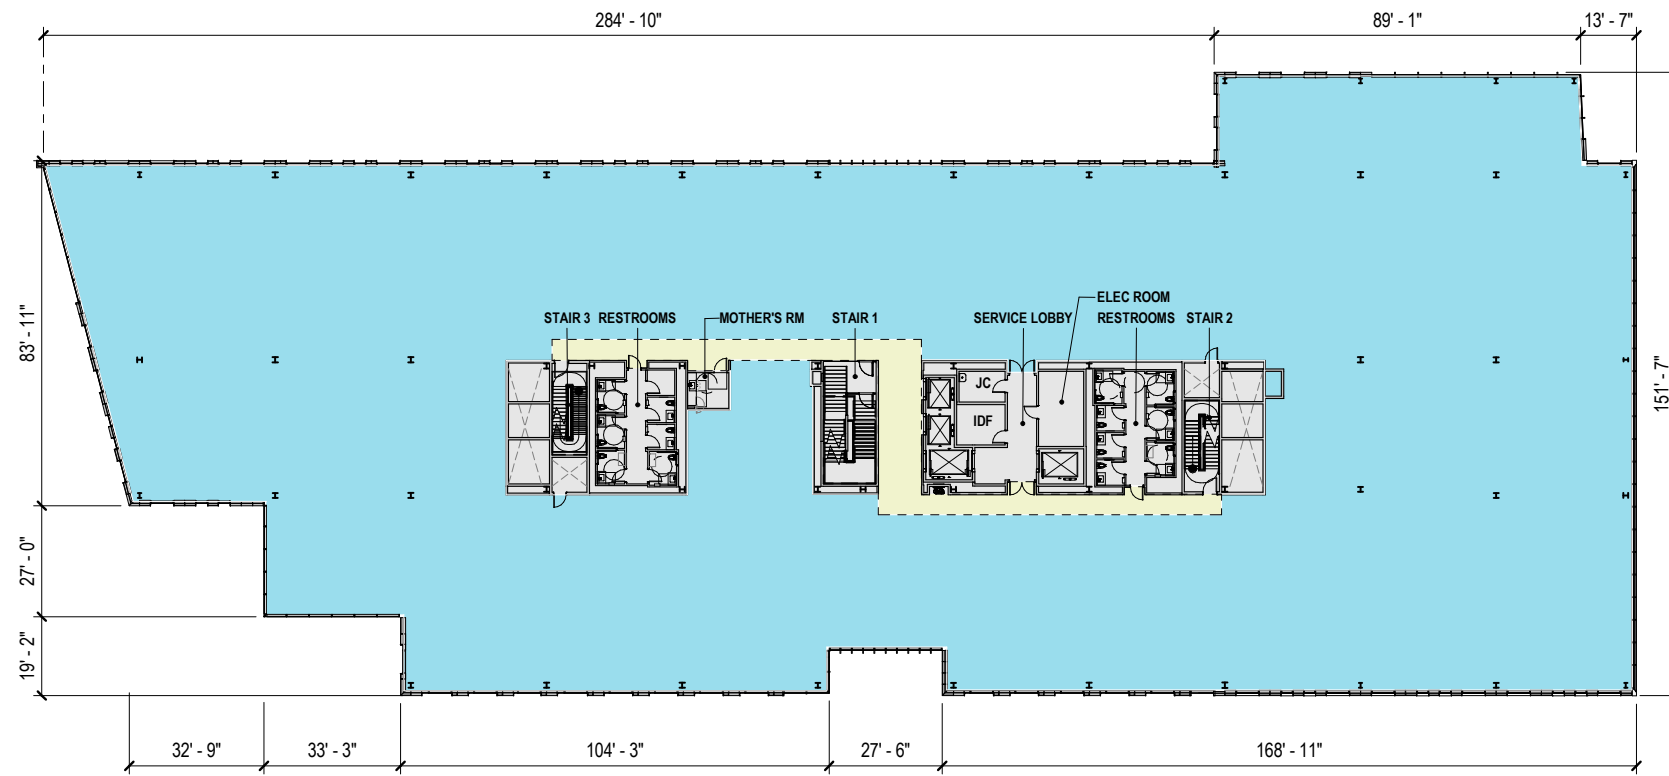 284' - 10"
89' - 1"
13' - 7"
83' - 11"
27' - 0"
19' - 2"
151' - 7"
ELEC ROOM
STAIR 3
RESTROOMS
MOTHER'S RM
STAIR 1
SERVICE LOBBY
RESTROOMS
STAIR 2
JC
IDF
32' - 9"
33' - 3"
104' - 3"
27' - 6"
168' - 11"